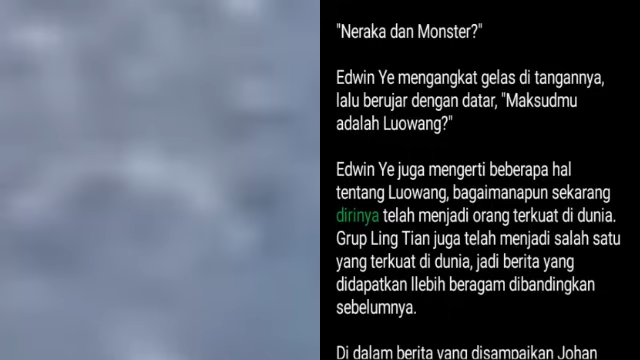 "Neraka dan Monster?"
Edwin Ye mengangkat gelas di tangannya,
lalu berujar dengan datar, "Maksudmu
adalah Luowang?"
Edwin Ye juga mengerti beberapa hal
tentang Luowang, bagaimanapun sekarang
dirinya telah menjadi orang terkuat di dunia.
Grup Ling Tian juga telah menjadi salah satu
yang terkuat di dunia, jadi berita yang
didapatkan llebih beragam dibandingkan
sebelumnya.
Di dalam berita yang disampaikan Johan